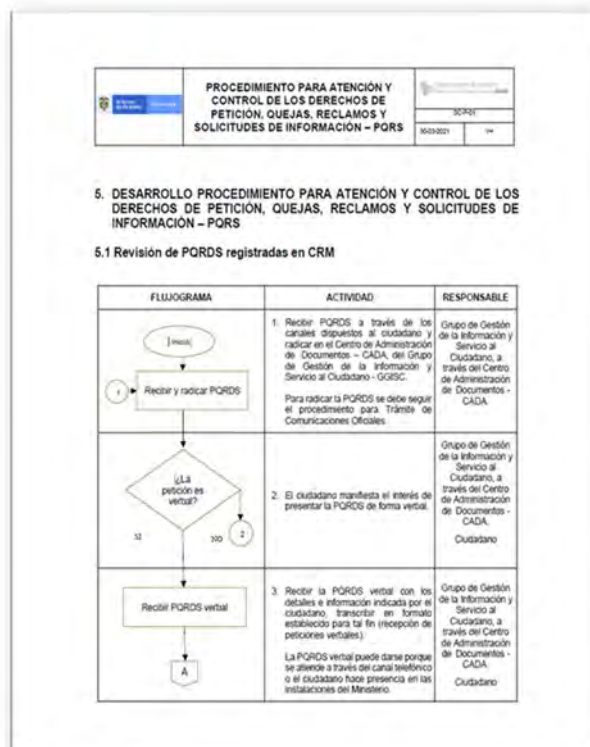 PROCEDIMIENTO PARA ATENCIÓN Y
CONTROL DE LOS DERECHOS DE
PETICIÓN, QUEJAS, RECLAMOS Y
SOLICITUDES DE INFORMACIÓN – PQRS
30-03-2021
5. DESARROLLO PROCEDIMIENTO PARA ATENCIÓN Y CONTROL DE LOS
DERECHOS DE PETICIÓN, QUEJAS, RECLAMOS Y SOLICITUDES DE
INFORMACIÓN – PQRS
5.1 Revisión de PQRDS registradas en CRM
FLUJOGRAMA
ACTIVIDAD
RESPONSABLE
Inicio
1
Recibir y radicar PQRDS
1. Recibir PQRDS a través de los
canales dispuestos al ciudadano y
radicar en el Centro de Administración
de Documentos – CADA, del Grupo
de Gestión de la Información y
Servicio al Ciudadano - GGISC.
Para radicar la PQRDS se debe seguir
el procedimiento para Trámite de
Comunicaciones Oficiales.
Grupo de Gestión
de la Información y
Servicio al
Ciudadano, a
través del Centro
de Administración
de Documentos -
CADA.
¿La
petición es
verbal?
SI
NO
2
2. El ciudadano manifiesta el interés de
presentar la PQRDS de forma verbal.
Grupo de Gestión
de la Información y
Servicio al
Ciudadano, a
través del Centro
de Administración
de Documentos -
CADA.
Ciudadano
Recibir PQRDS verbal
A
3. Recibir la PQRDS verbal con los
detalles e información indicada por el
ciudadano, transcribir en formato
establecido para tal fin (recepción de
peticiones verbales).
La PQRDS verbal puede darse porque
se atiende a través del canal telefónico
o el ciudadano hace presencia en las
instalaciones del Ministerio.
Grupo de Gestión
de la Información y
Servicio al
Ciudadano, a
través del Centro
de Administración
de Documentos -
CADA.
Ciudadano